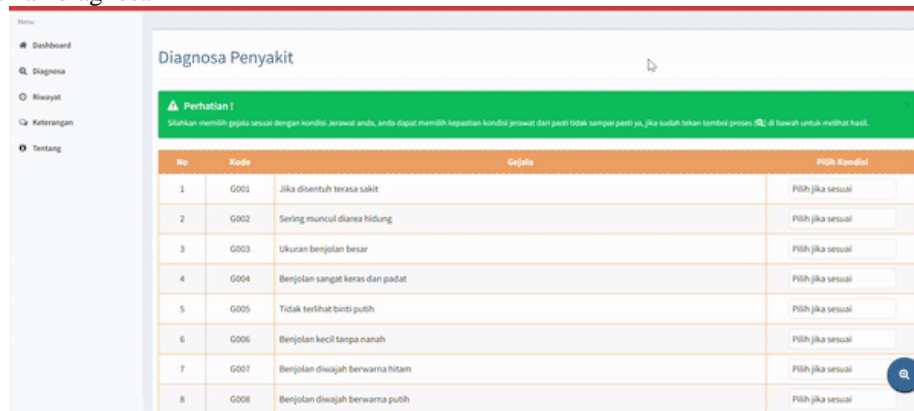 Menu
Dashboard
Diagnosa
Riwayat
Keterangan
Tentang
Diagnosa Penyakit
Perhatian !
Silahkan memilih gejala sesuai dengan kondisi Jerawat anda, anda dapat memilih kepastian kondisi jerawat dari pasti tidak sampai pasti ya, jika sudah tekan tombol proses ( ) di bawah untuk melihat hasil.
No Kode Gejala Pilih Kondisi
1 G001 Jika disentuh terasa sakit Pilih jika sesuai
2 G002 Sering muncul diarea hidung Pilih jika sesuai
3 G003 Ukuran benjolan besar Pilih jika sesuai
4 G004 Benjolan sangat keras dan padat Pilih jika sesuai
5 G005 Tidak terlihat binti putih Pilih jika sesuai
6 G006 Benjolan kecil tanpa nanah Pilih jika sesuai
7 G007 Benjolan diwajah berwarna hitam Pilih jika sesuai
8 G008 Benjolan diwajah berwarna putih Pilih jika sesuai